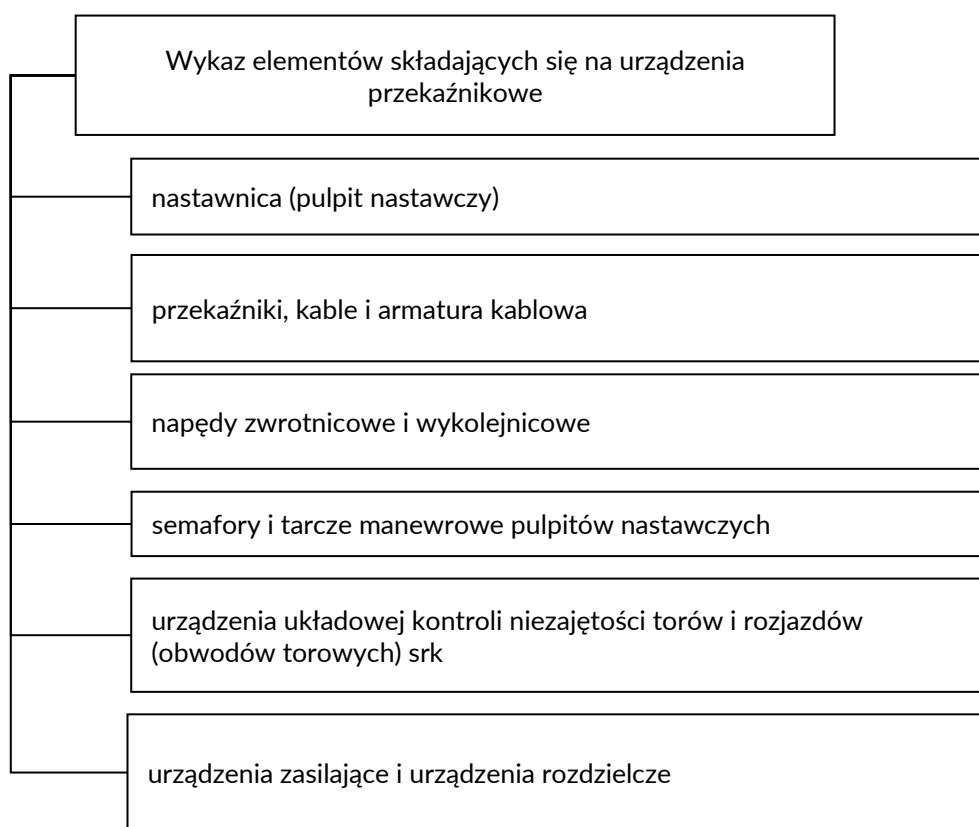 Wykaz elementów składających się na urządzenia
przekaźnikowe
nastawnica (pulpit nastawczy)
przekaźniki, kable i armatura kablowa
napędy zwrotnicowe i wykolejnicowe
semafory i tarcze manewrowe pulpitów nastawczych
urządzenia układowej kontroli niezajętości torów i rozjazdów
(obwodów torowych) srk
urządzenia zasilające i urządzenia rozdzielcze